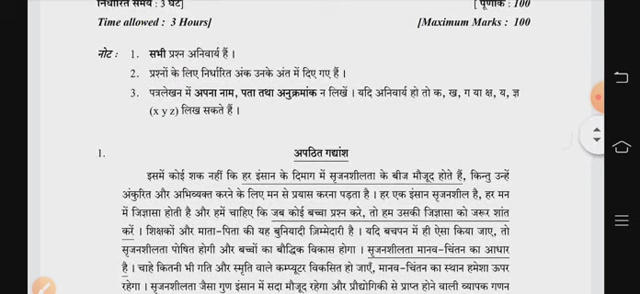 निर्धारित समय : 3 घंटे]
[ पूर्णांक : 100
Time allowed : 3 Hours]
[Maximum Marks : 100
नोट : 1. सभी प्रश्न अनिवार्य हैं ।
2. प्रश्नों के लिए निर्धारित अंक उनके अंत में दिए गए हैं ।
3. पत्रलेखन में अपना नाम, पता तथा अनुक्रमांक न लिखें । यदि अनिवार्य हो तो क, ख, ग या क्ष, य, ज्ञ
(x y z) लिख सकते हैं ।
1. अपठित गद्यांश
इसमें कोई शक नहीं कि हर इंसान के दिमाग में सृजनशीलता के बीज मौजूद होते हैं, किन्तु उन्हें
अंकुरित और अभिव्यक्त करने के लिए मन से प्रयास करना पड़ता है । हर एक इंसान सृजनशील है, हर मन
में जिज्ञासा होती है और हमें चाहिए कि जब कोई बच्चा प्रश्न करे, तो हम उसकी जिज्ञासा को जरूर शांत
करें । शिक्षकों और माता-पिता की यह बुनियादी ज़िम्मेदारी है । यदि बचपन में ही ऐसा किया जाए, तो
सृजनशीलता पोषित होगी और बच्चों का बौद्धिक विकास होगा । सृजनशीलता मानव-चिंतन का आधार
है । चाहे कितनी भी गति और स्मृति वाले कम्प्यूटर विकसित हो जाएँ, मानव-चिंतन का स्थान हमेशा ऊपर
रहेगा । सृजनशीलता जैसा गुण इंसान में सदा मौजूद रहेगा और प्रौद्योगिकी से प्राप्त होने वाली व्यापक गणन